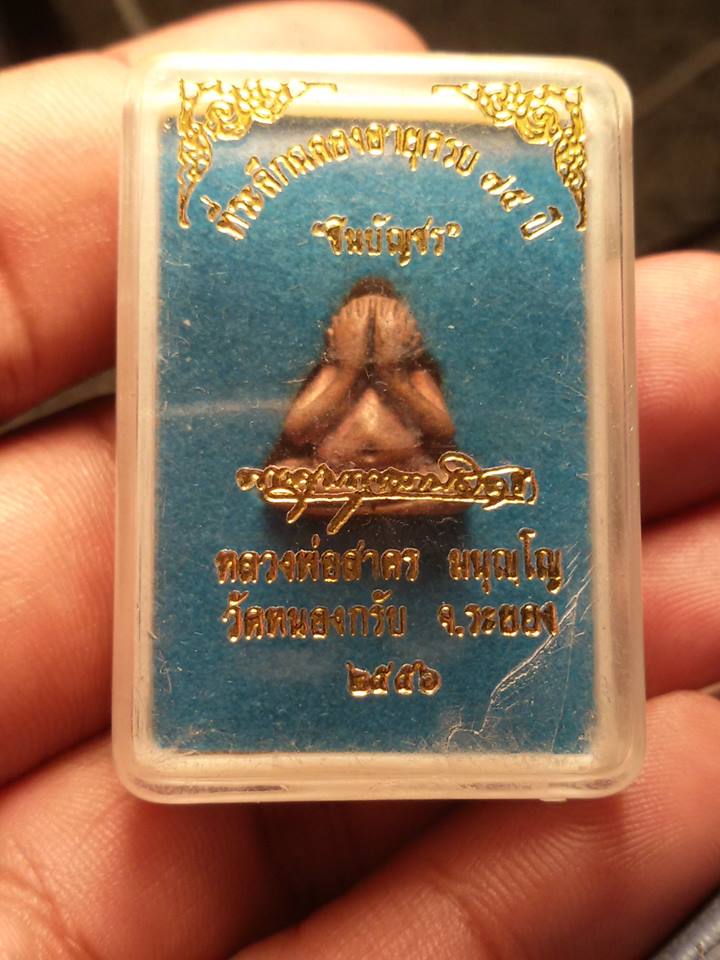 ที่ระลึกฉลองอายุครบ ๗๕ ปี
"ชินบัญชร"
หลวงพ่อสาคร มนุญฺโญ
วัดหนองกรับ จ.ระยอง
๒๕๕๖